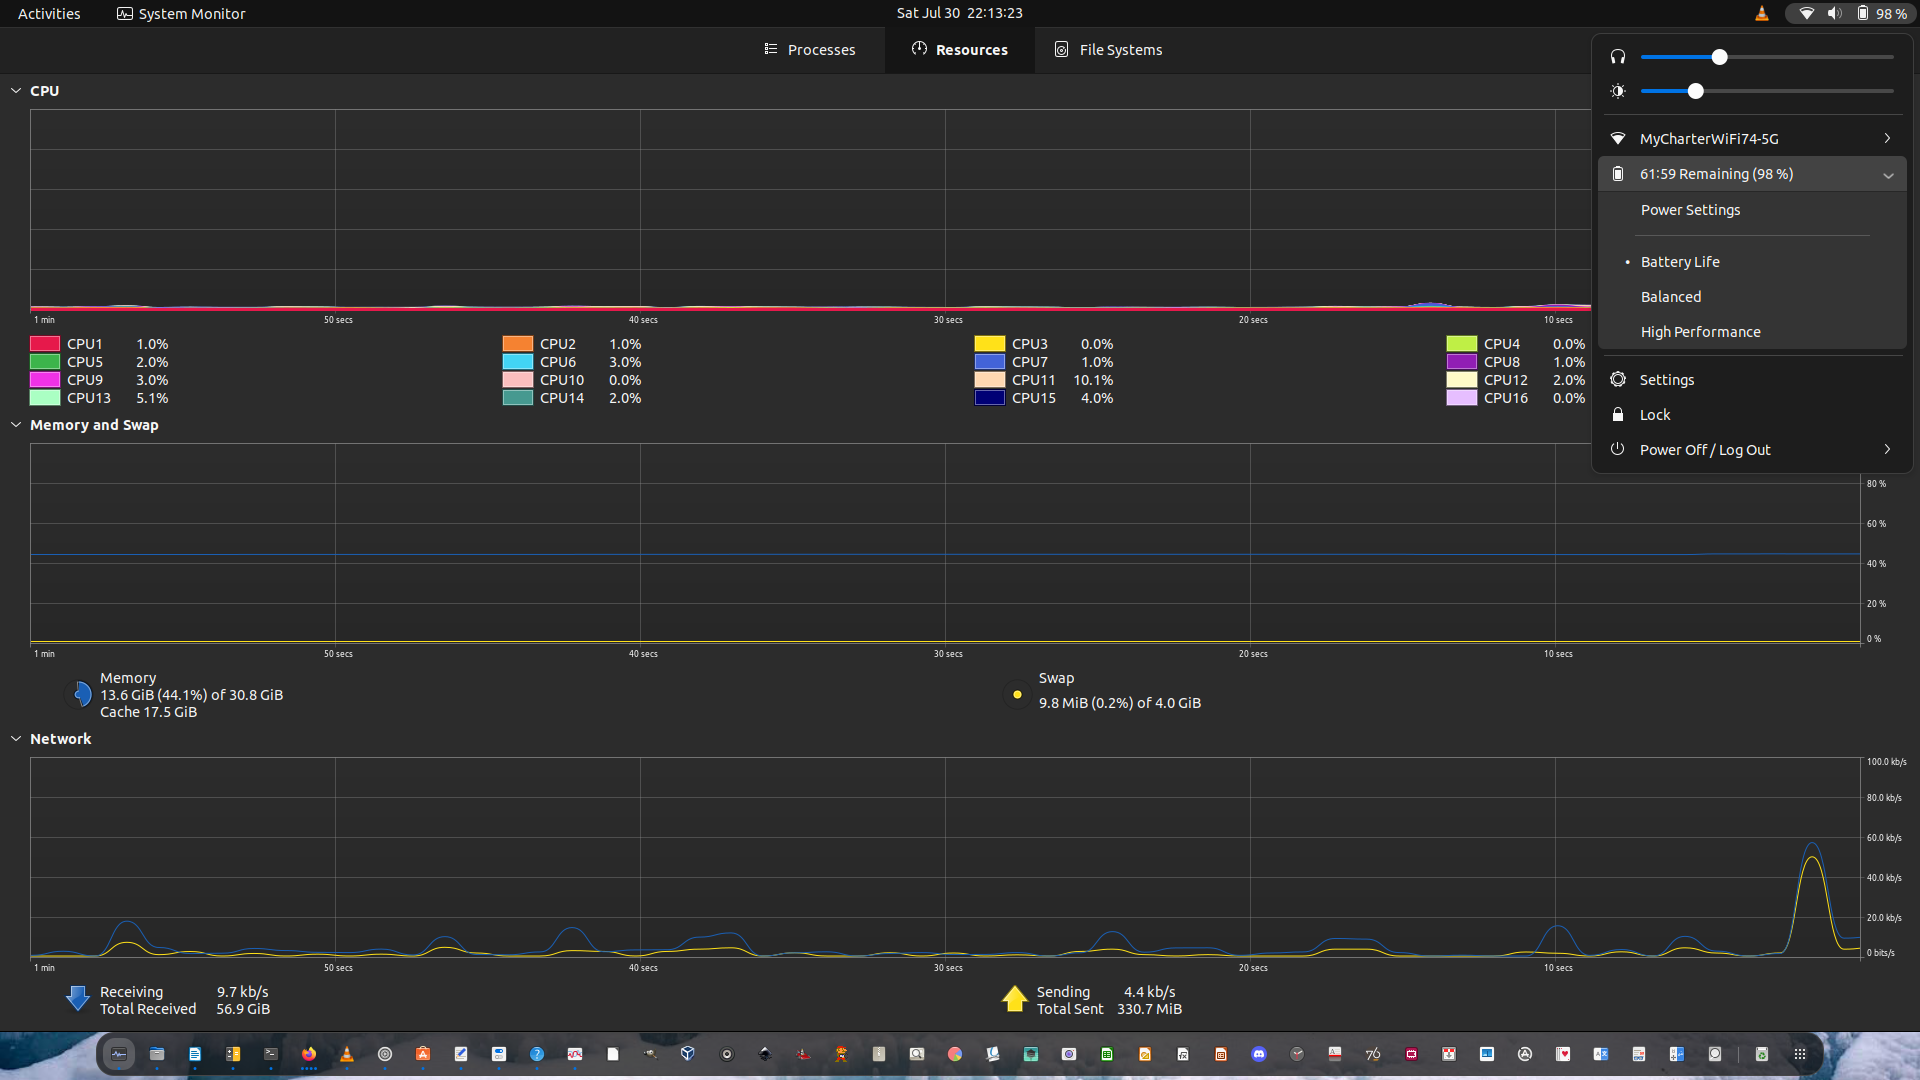 Activities
System Monitor
Sat Jul 30 22:13:23
98 %
Processes
Resources
File Systems
MyCharterWiFi74-5G
61:59 Remaining (98 %)
Power Settings
Battery Life
Balanced
High Performance
Settings
Lock
Power Off / Log Out
CPU
1 min 50 secs 40 secs 30 secs 20 secs 10 secs
CPU1 1.0% CPU2 1.0% CPU3 0.0% CPU4 0.0%
CPU5 2.0% CPU6 3.0% CPU7 1.0% CPU8 1.0%
CPU9 3.0% CPU10 0.0% CPU11 10.1% CPU12 2.0%
CPU13 5.1% CPU14 2.0% CPU15 4.0% CPU16 0.0%
Memory and Swap
80 %
60 %
40 %
20 %
0 %
1 min 50 secs 40 secs 30 secs 20 secs 10 secs
Memory
13.6 GiB (44.1%) of 30.8 GiB
Cache 17.5 GiB
Swap
9.8 MiB (0.2%) of 4.0 GiB
Network
100.0 kb/s
80.0 kb/s
60.0 kb/s
40.0 kb/s
20.0 kb/s
0 bits/s
1 min 50 secs 40 secs 30 secs 20 secs 10 secs
Receiving 9.7 kb/s
Total Received 56.9 GiB
Sending 4.4 kb/s
Total Sent 330.7 MiB